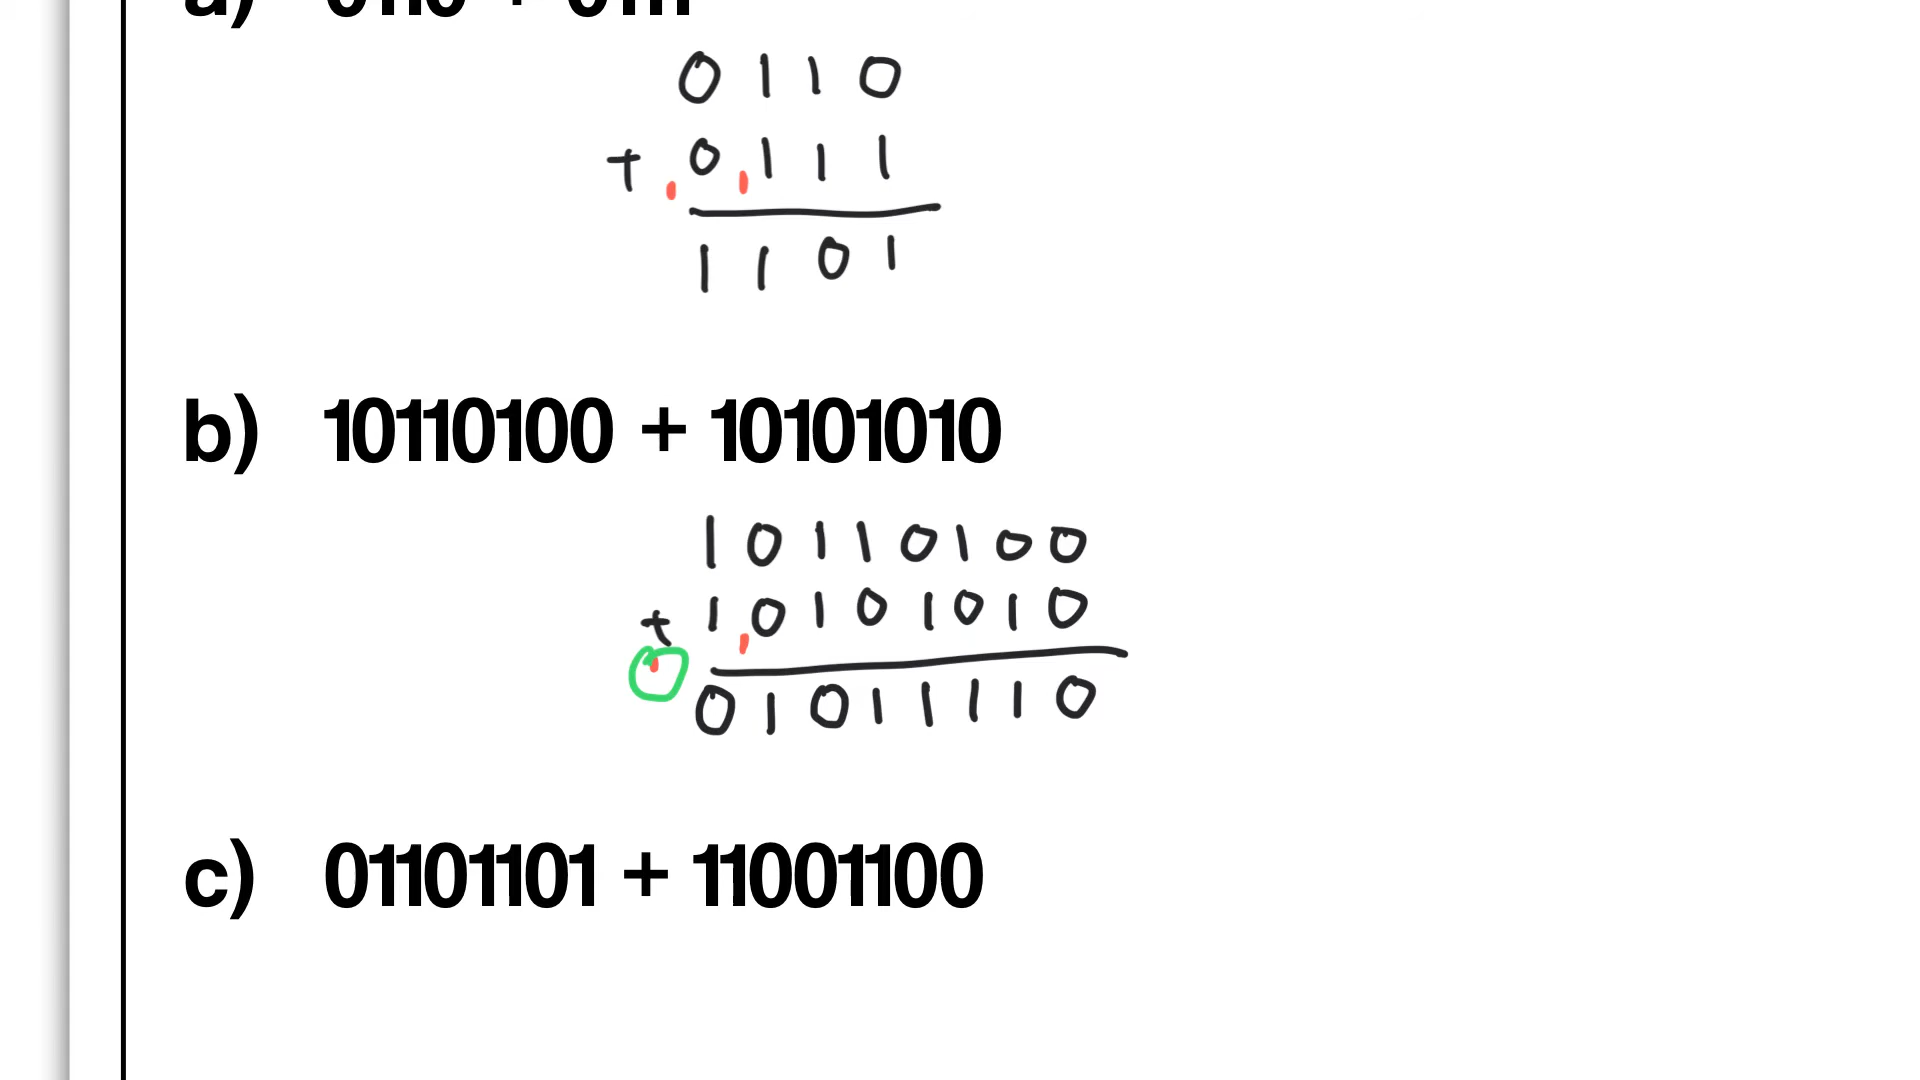 a) 0110 + 0111
0 1 1 0
+ 0 1 1 1
1 1 0 1
b) 10110100 + 10101010
1 0 1 1 0 1 0 0
+ 1 0 1 0 1 0 1 0
0 1 0 1 1 1 1 0
c) 01101101 + 11001100